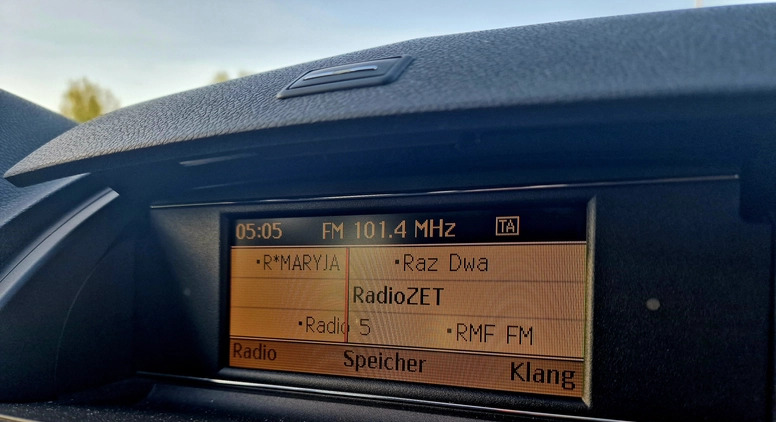 05:05 FM 101.4 MHz TA
•R*MARYJA •Raz Dwa
RadioZET
•Radio 5 •RMF FM
Radio Speicher Klang